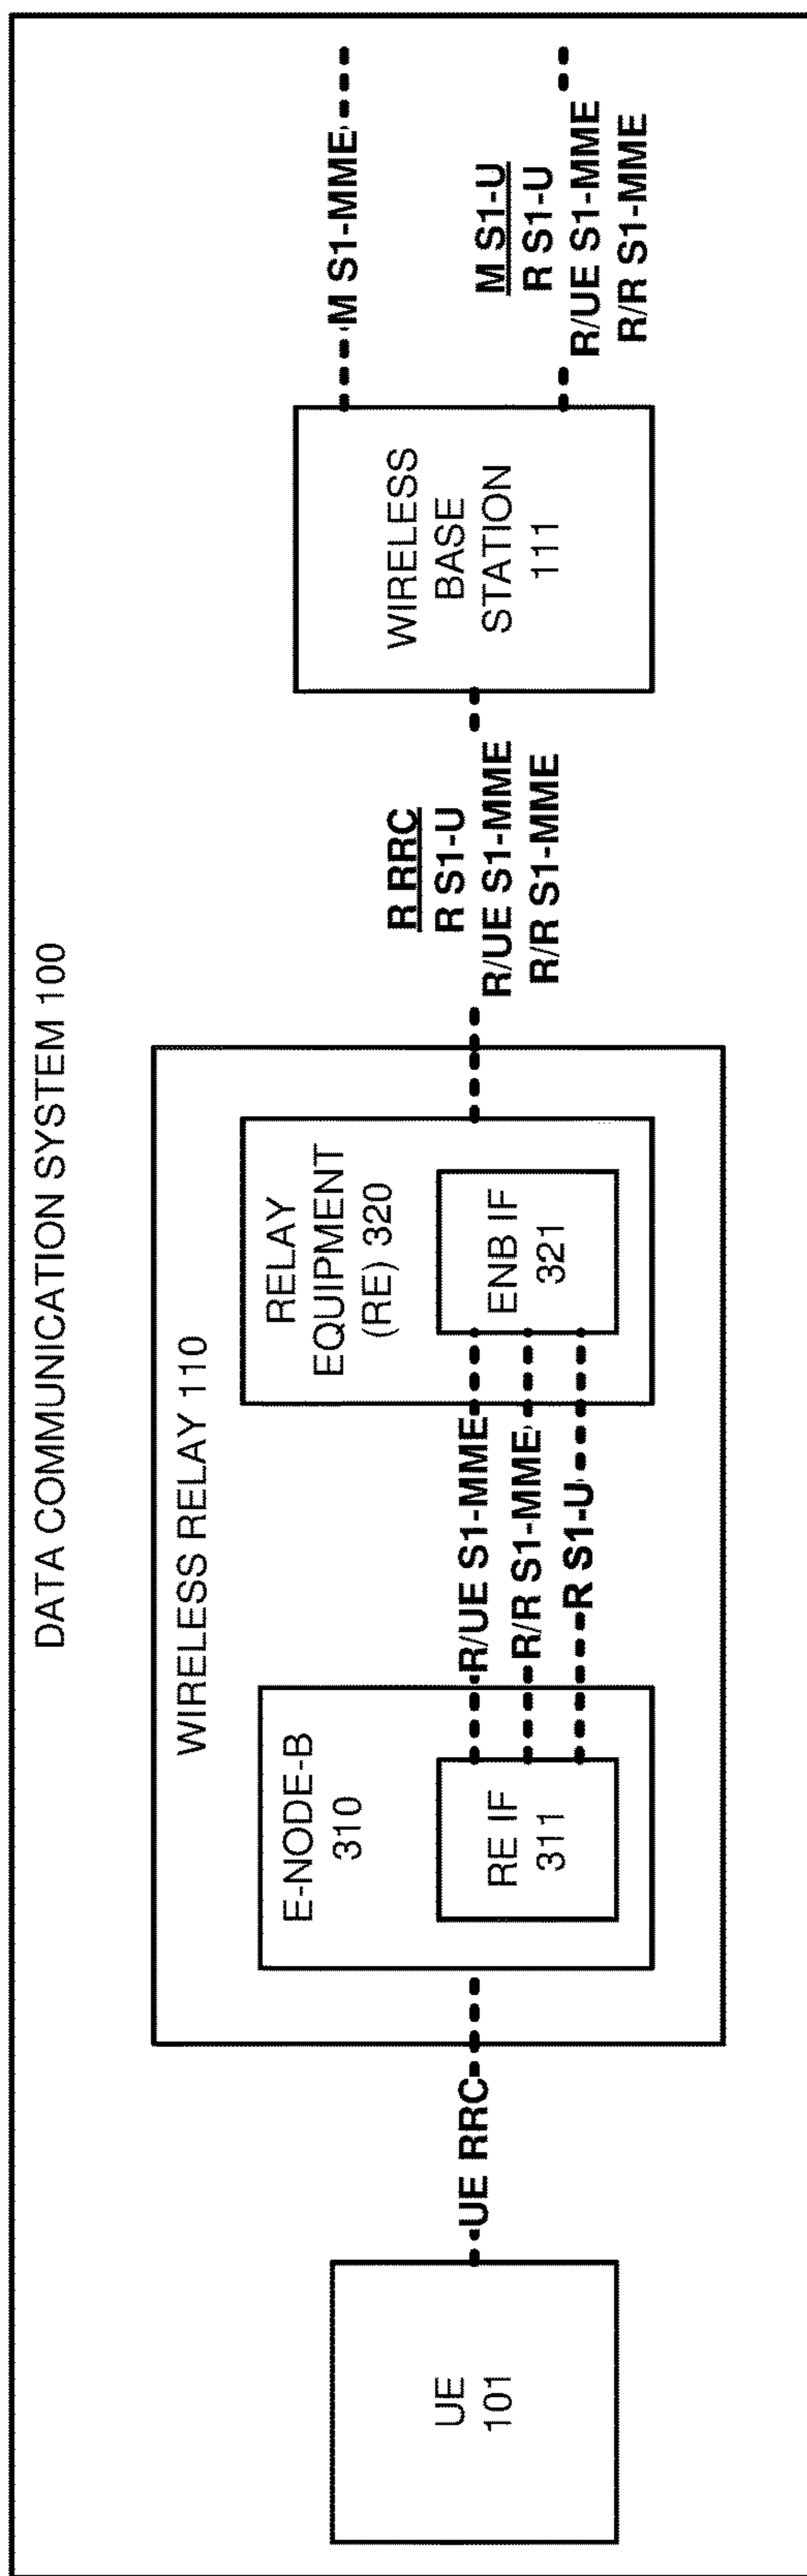 DATA COMMUNICATION SYSTEM 100
WIRELESS RELAY 110
UE
101
UE RRC
E-NODE-B
310
RE IF
311
R/UE S1-MME
R/R S1-MME
R S1-U
RELAY
EQUIPMENT
(RE) 320
ENB IF
321
R RRC
R S1-U
R/UE S1-MME
R/R S1-MME
WIRELESS
BASE
STATION
111
M S1-MME
M S1-U
R S1-U
R/UE S1-MME
R/R S1-MME